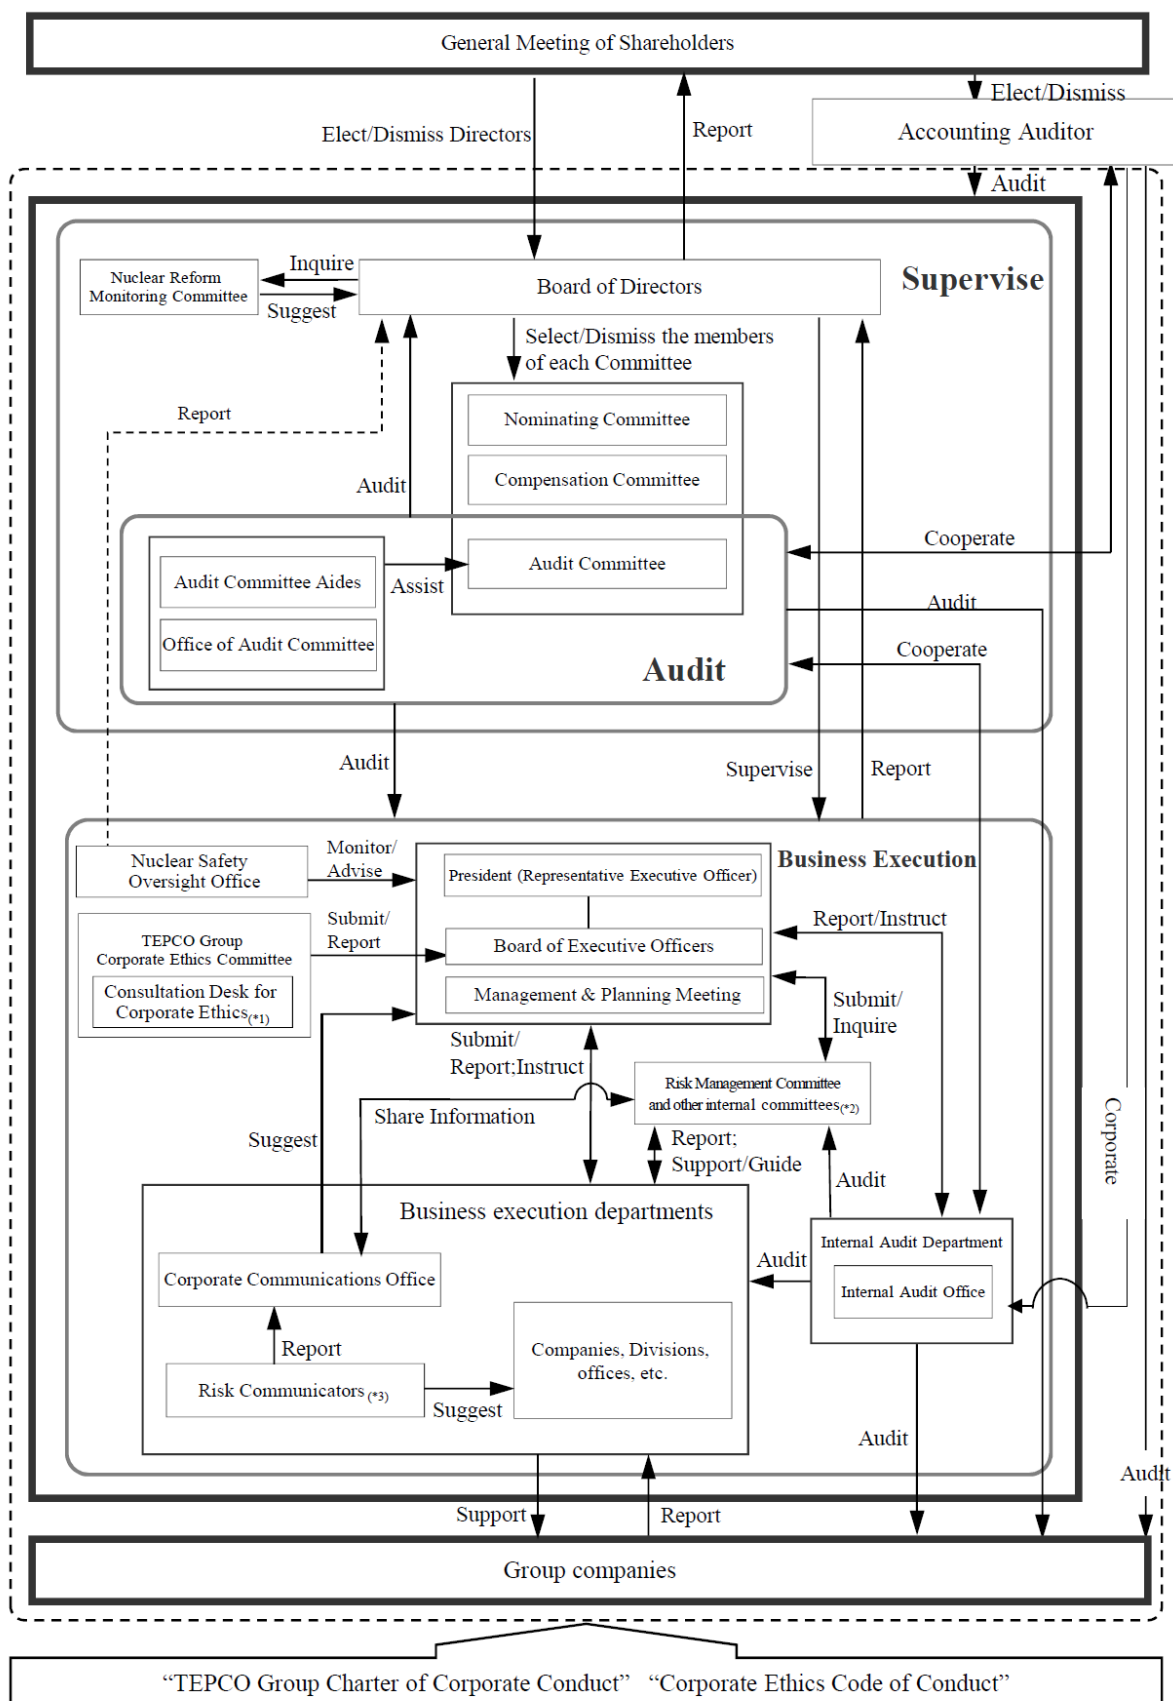 General Meeting of Shareholders
Elect/Dismiss
Elect/Dismiss Directors
Report
Accounting Auditor
Audit
Inquire
Nuclear Reform
Monitoring Committee
Suggest
Board of Directors
Supervise
Select/Dismiss the members
of each Committee
Report
Nominating Committee
Compensation Committee
Audit
Cooperate
Audit Committee Aides
Assist
Audit Committee
Audit
Office of Audit Committee
Cooperate
Audit
Audit
Supervise
Report
Nuclear Safety
Oversight Office
Monitor/
Advise
Business Execution
President (Representative Executive Officer)
Submit/
Report
Report/Instruct
TEPCO Group
Corporate Ethics Committee
Board of Executive Officers
Consultation Desk for
Corporate Ethics(*1)
Management & Planning Meeting
Submit/
Inquire
Submit/
Report;Instruct
Risk Management Committee
and other internal committees(*2)
Share Information
Corporate
Suggest
Report;
Support/Guide
Audit
Business execution departments
Internal Audit Department
Audit
Corporate Communications Office
Internal Audit Office
Report
Companies, Divisions,
offices, etc.
Risk Communicators(*3)
Suggest
Audit
Audit
Support
Report
Group companies
“TEPCO Group Charter of Corporate Conduct” “Corporate Ethics Code of Conduct”